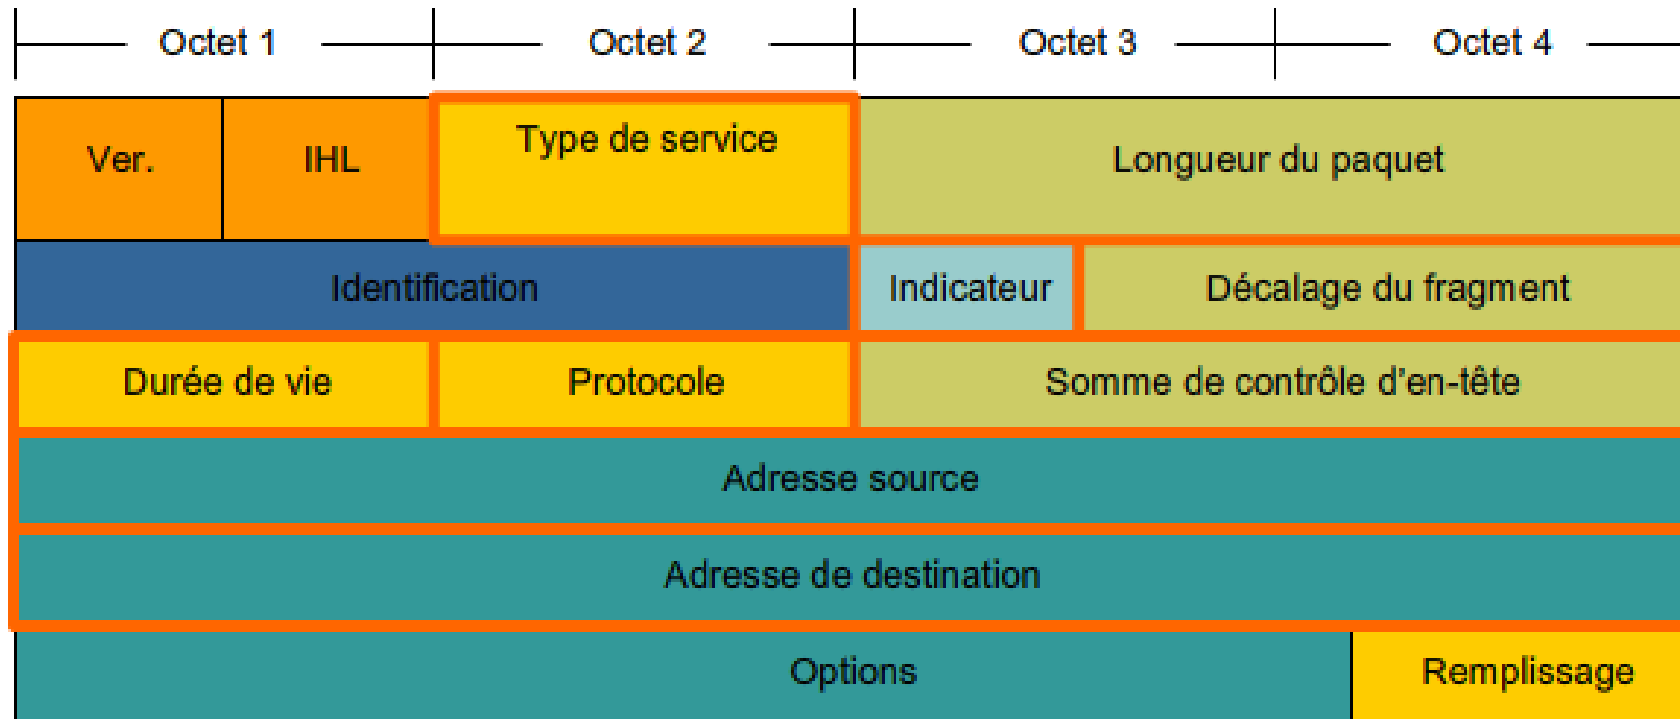 Octet 1 Octet 2 Octet 3 Octet 4
Ver. IHL Type de service Longueur du paquet
Identification Indicateur Décalage du fragment
Durée de vie Protocole Somme de contrôle d'en-tête
Adresse source
Adresse de destination
Options Remplissage